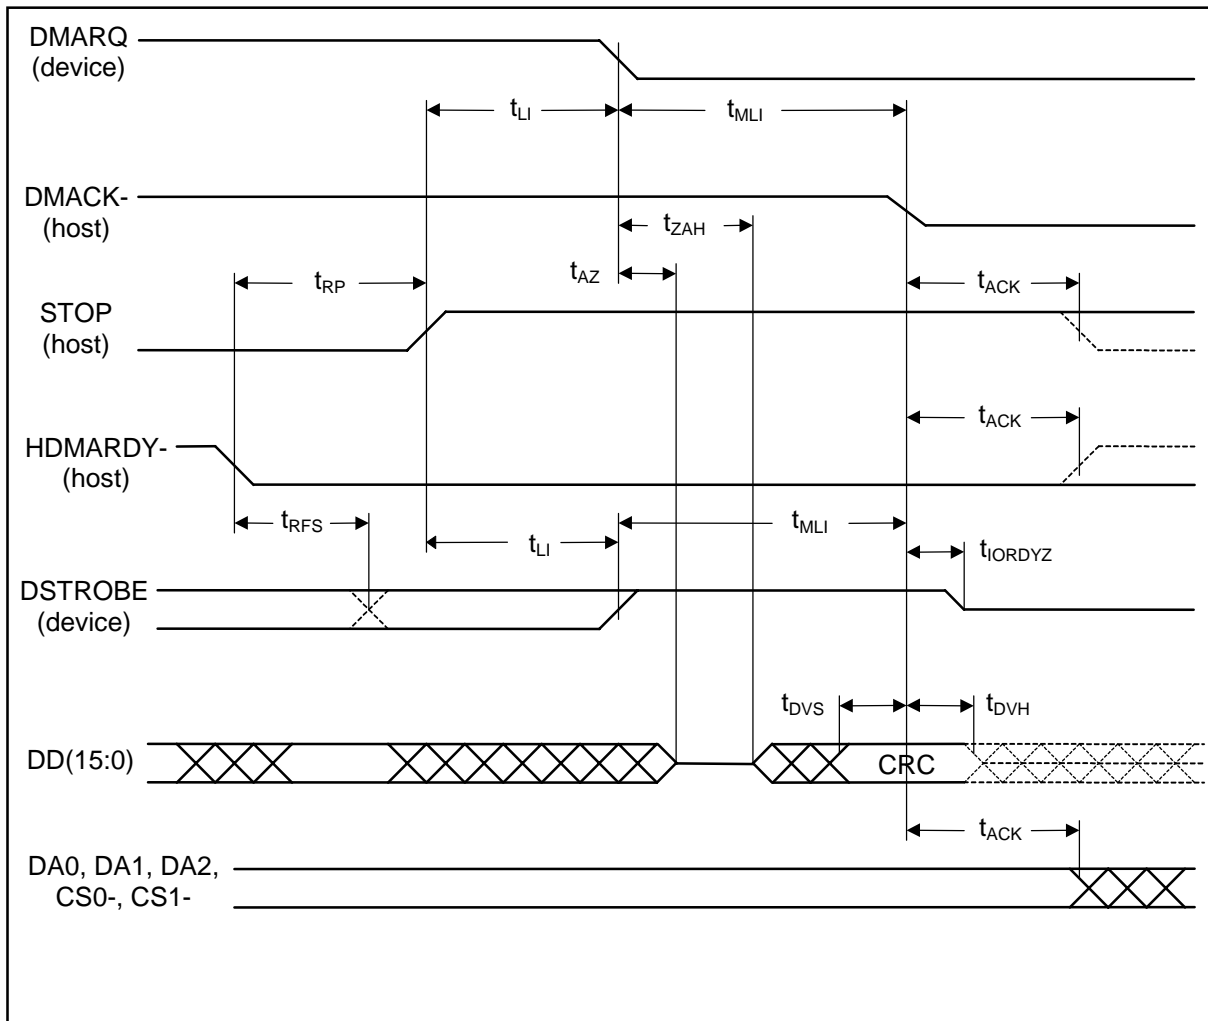 DMARQ
(device)
tLI
tMLI
DMACK-
(host)
tZAH
tAZ
tRP
tACK
STOP
(host)
tACK
HDMARDY-
(host)
tRFS
tMLI
tLI
tIORDYZ
DSTROBE
(device)
tDVS
tDVH
DD(15:0)
CRC
tACK
DA0, DA1, DA2,
CS0-, CS1-